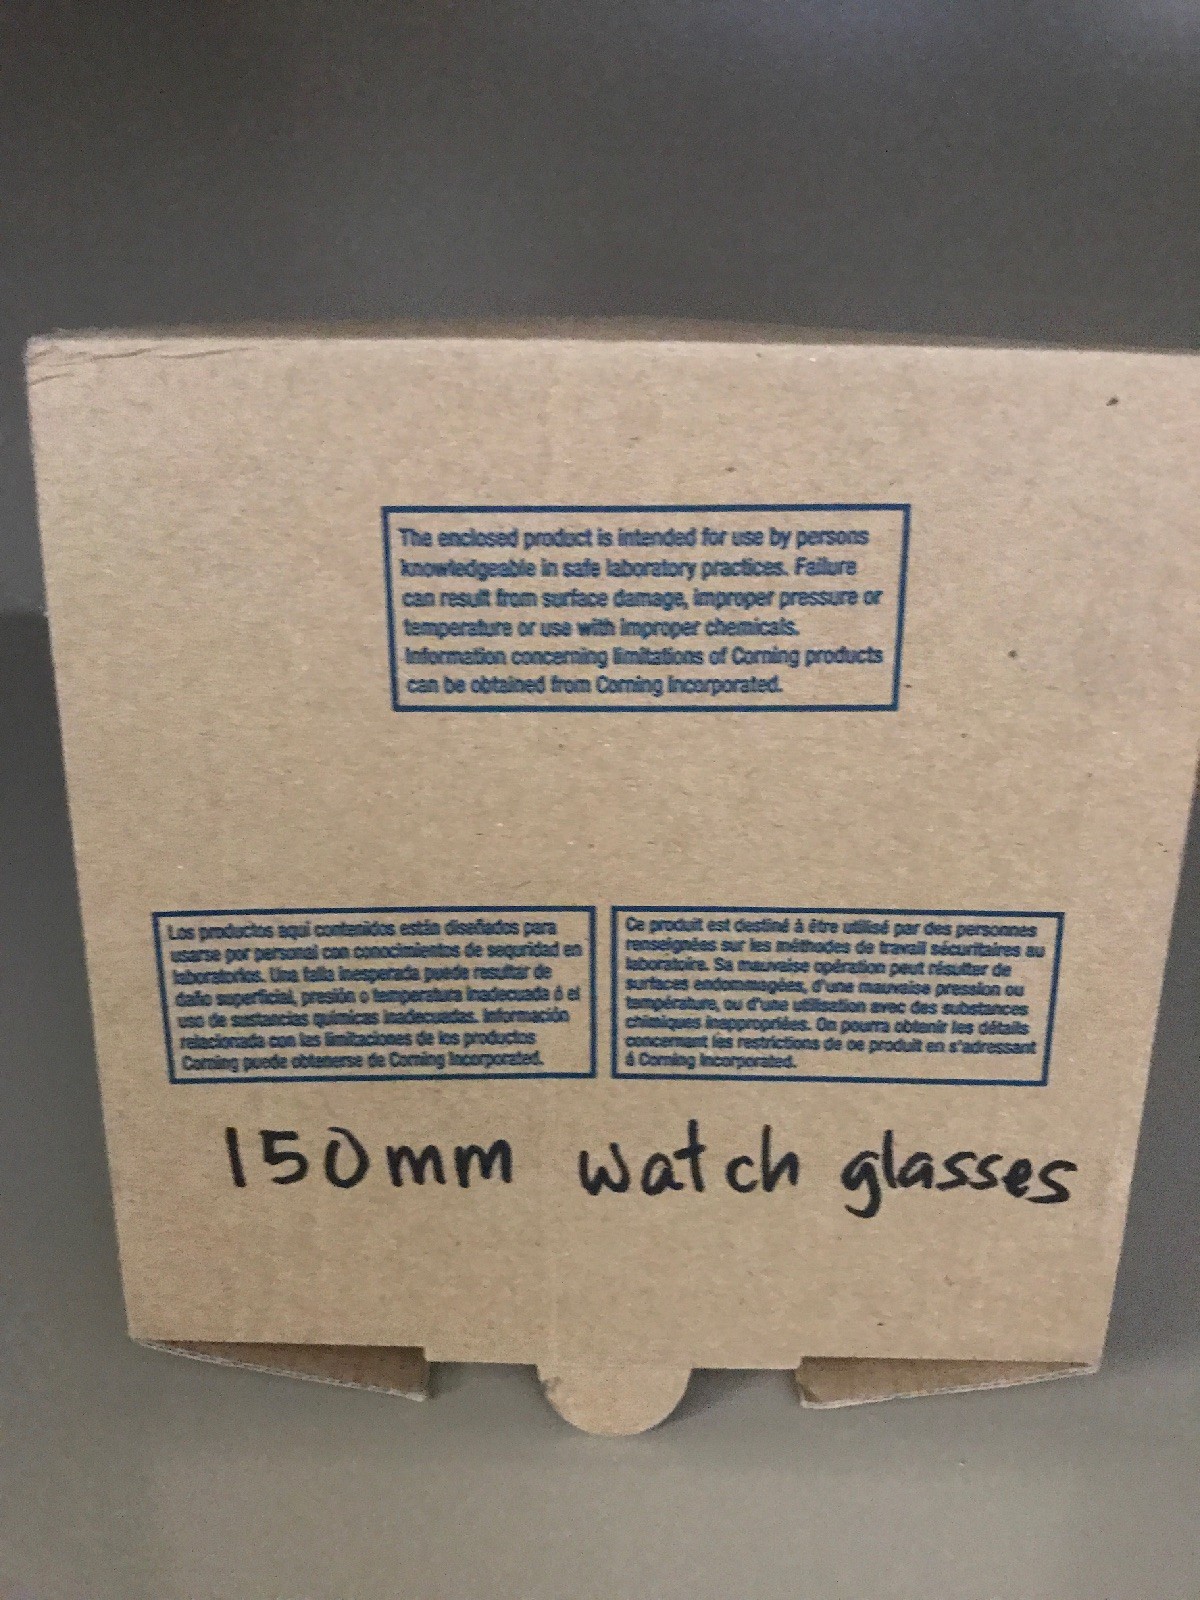 The enclosed product is intended for use by persons
knowledgeable in safe laboratory practices. Failure
can result from surface damage, improper pressure or
temperature or use with improper chemicals.
Information concerning limitations of Corning products
can be obtained from Corning Incorporated.
Los productos aquí contenidos están diseñados para
usarse por personal con conocimientos de seguridad en
laboratorios. Una falla inesperada puede resultar de
daño superficial, presión o temperatura inadecuada ó el
uso de sustancias químicas inadecuadas. Información
relacionada con las limitaciones de los productos
Corning puede obtenerse de Corning Incorporated.
Ce produit est destiné à être utilisé par des personnes
renseignées sur les méthodes de travail sécuritaires au
laboratoire. Sa mauvaise opération peut résulter de
surfaces endommagées, d'une mauvaise pression ou
température, ou d'une utilisation avec des substances
chimiques inappropriées. On pourra obtenir les détails
concernant les restrictions de ce produit en s'adressant
à Corning Incorporated.
150mm watch glasses